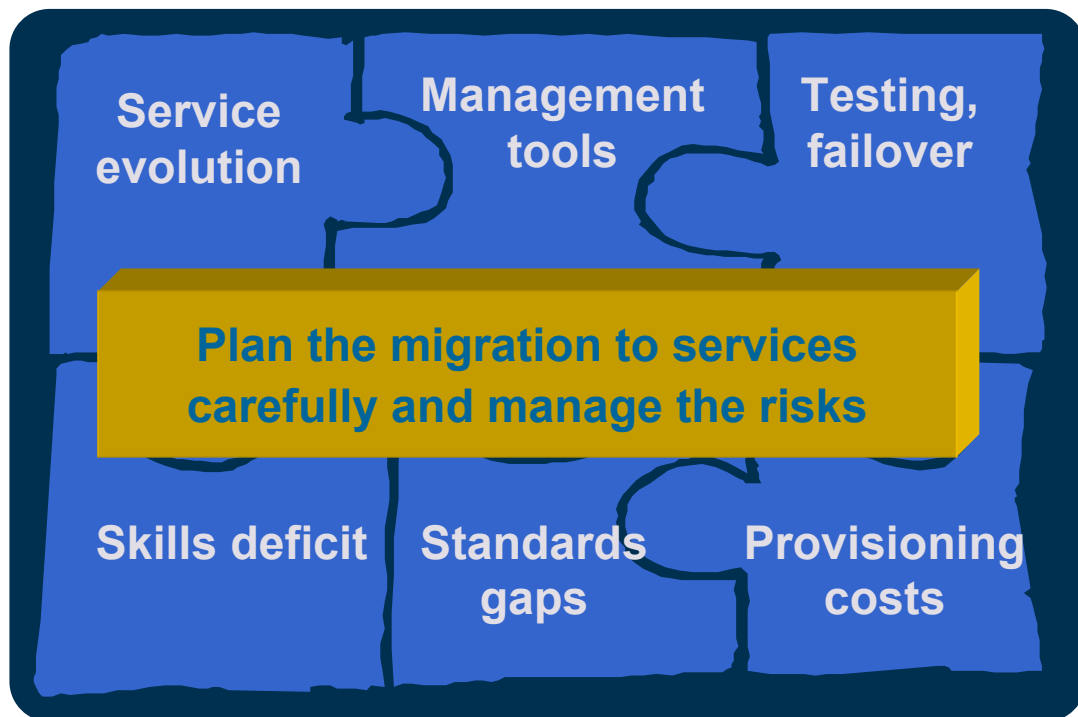 Service
evolution
Management
tools
Testing,
failover
Plan the migration to services
carefully and manage the risks
Skills deficit
Standards
gaps
Provisioning
costs